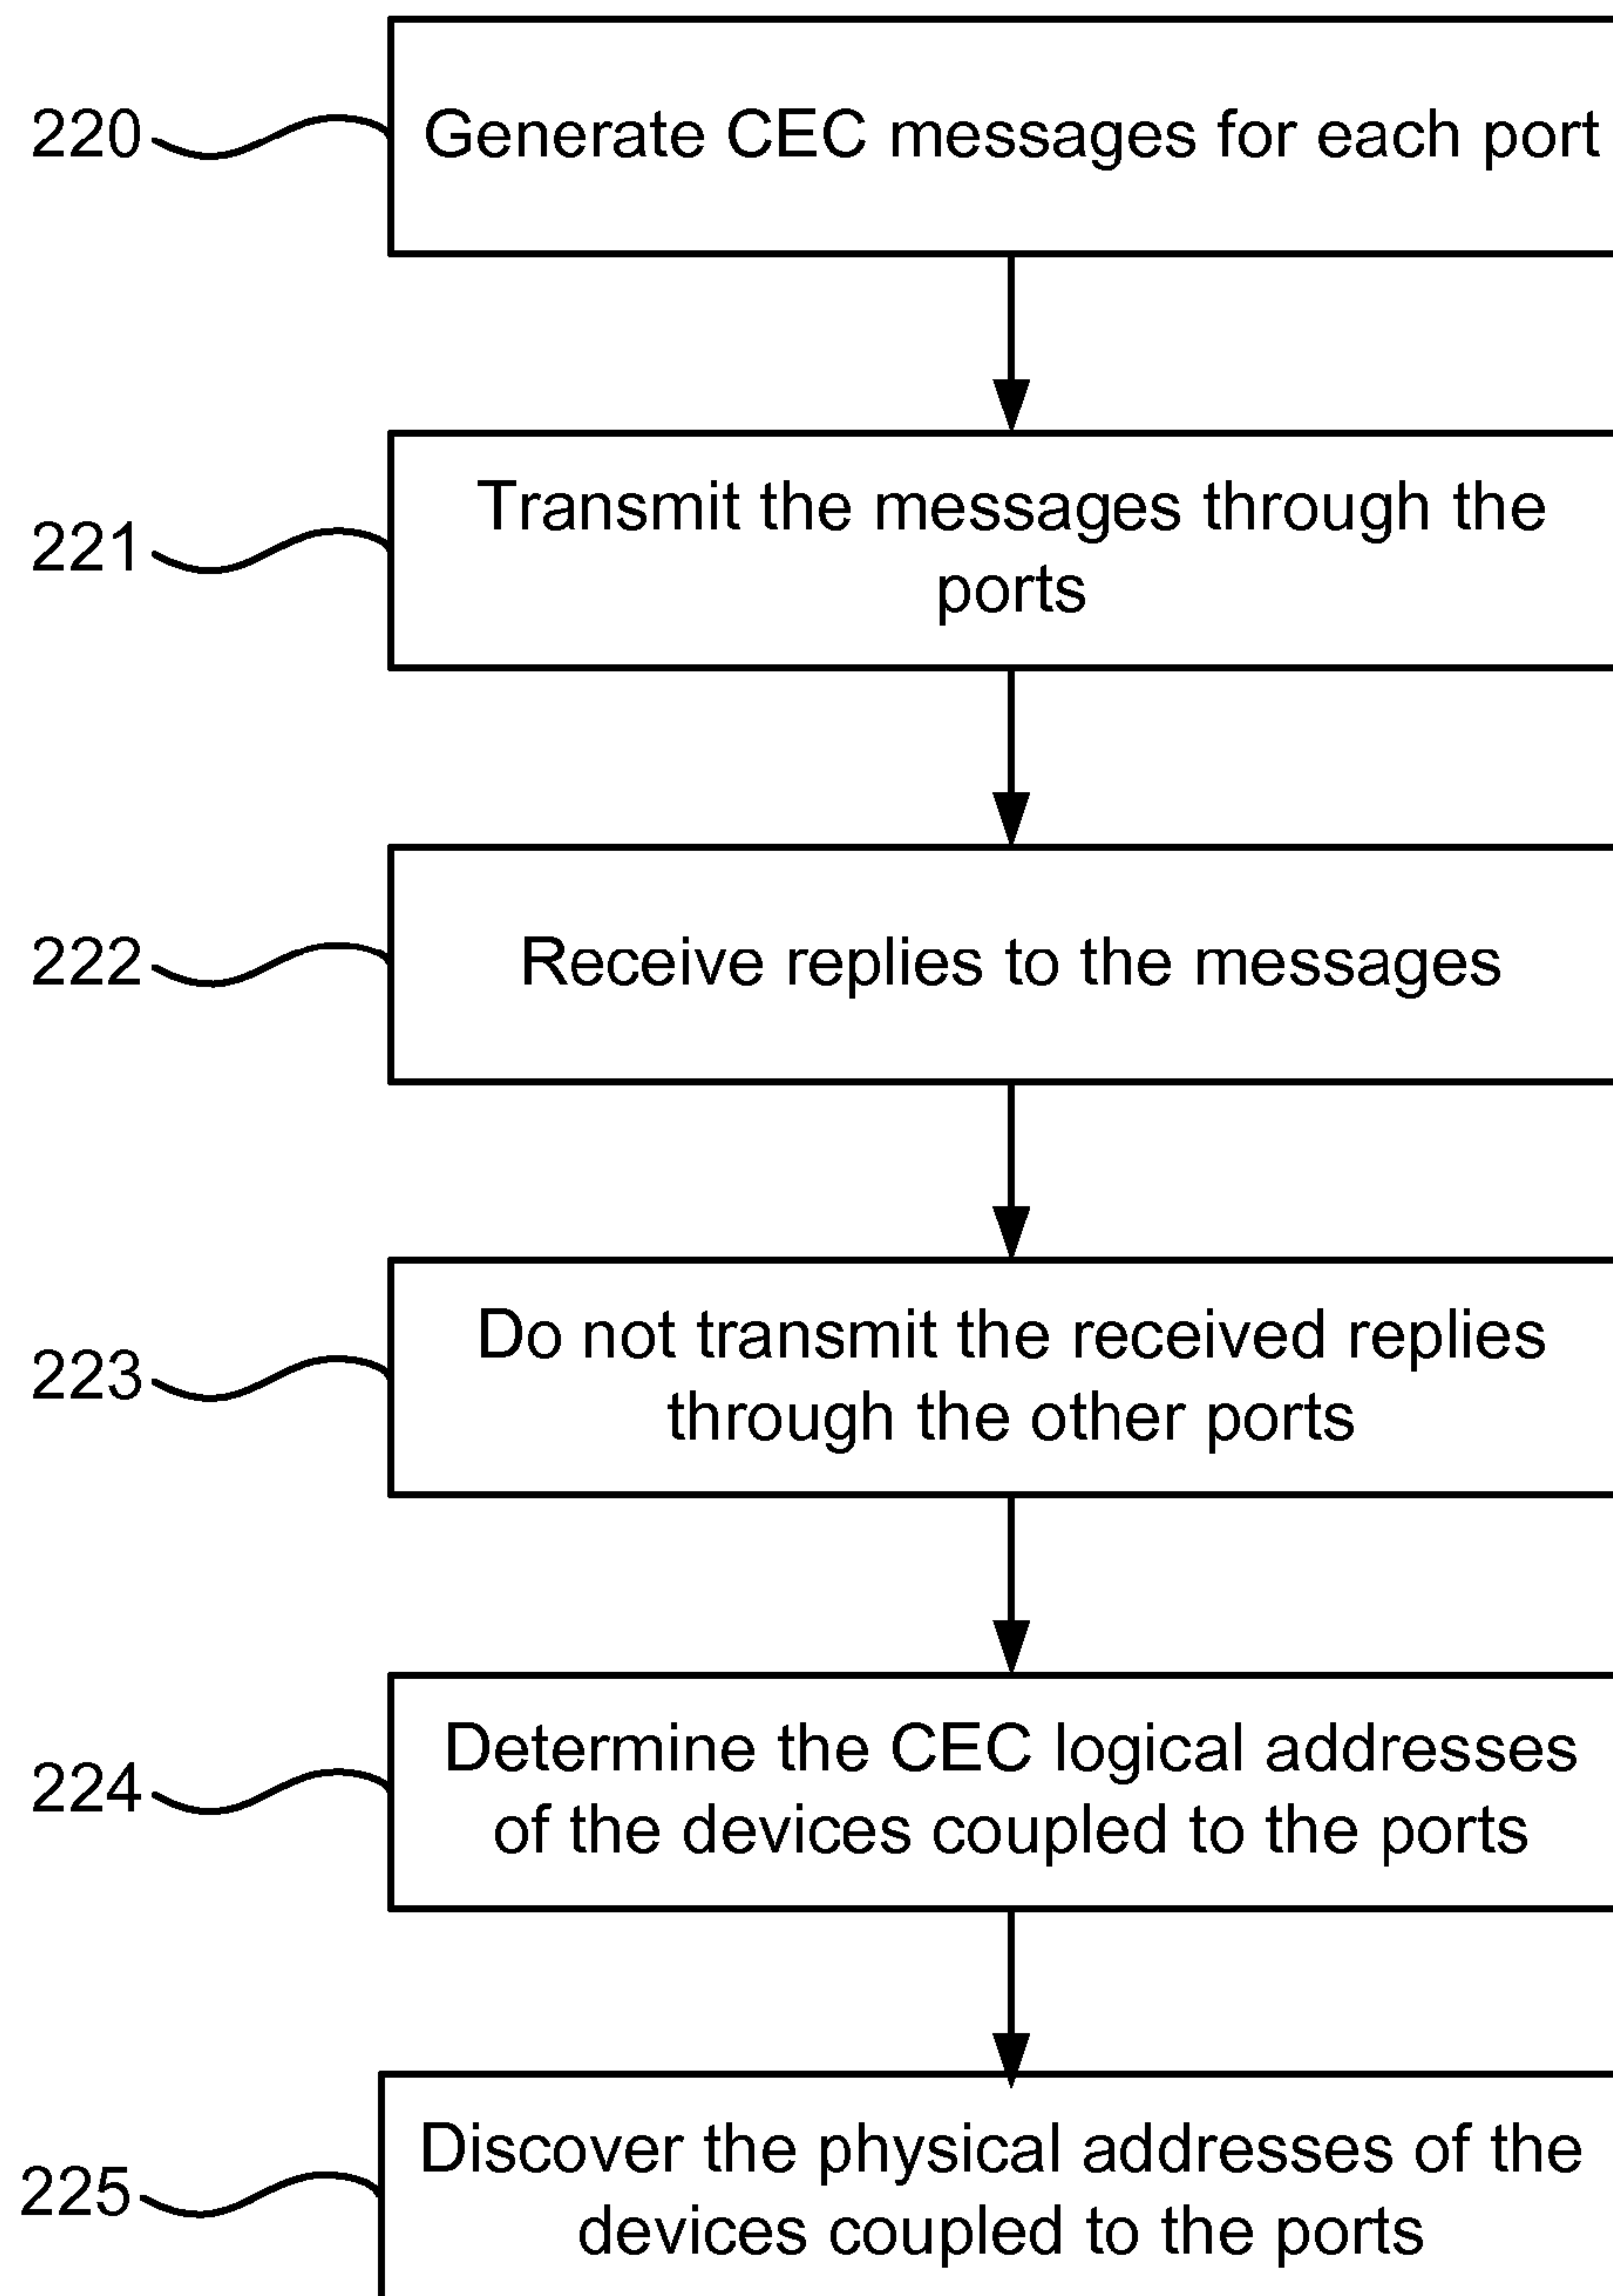 220
Generate CEC messages for each port
221
Transmit the messages through the
ports
222
Receive replies to the messages
223
Do not transmit the received replies
through the other ports
224
Determine the CEC logical addresses
of the devices coupled to the ports
225
Discover the physical addresses of the
devices coupled to the ports